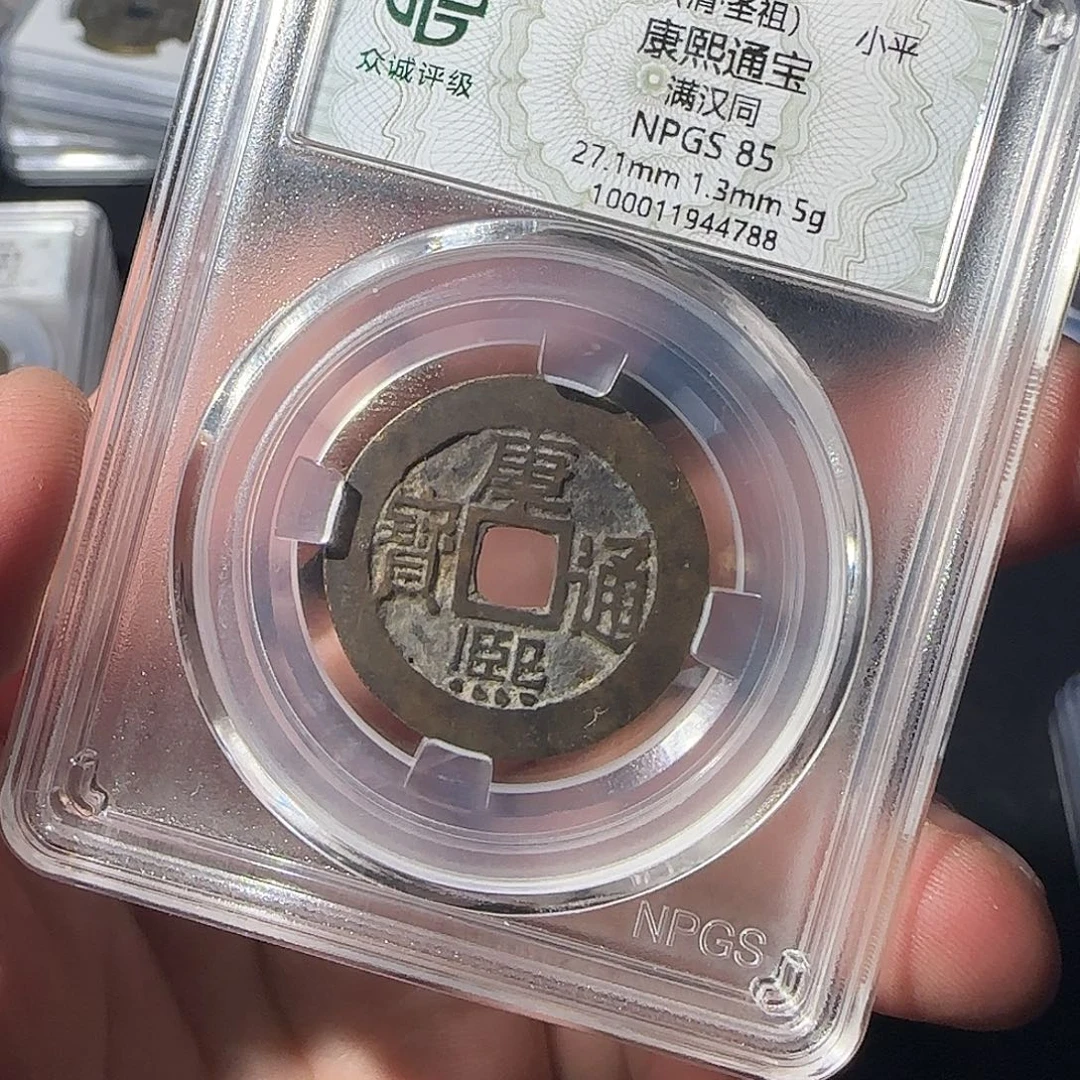 (清·圣祖)
小平
康熙通宝
满汉同
NPGS 85
27.1mm 1.3mm 5g
100011944788
众诚评级
康熙通寶
NPGS